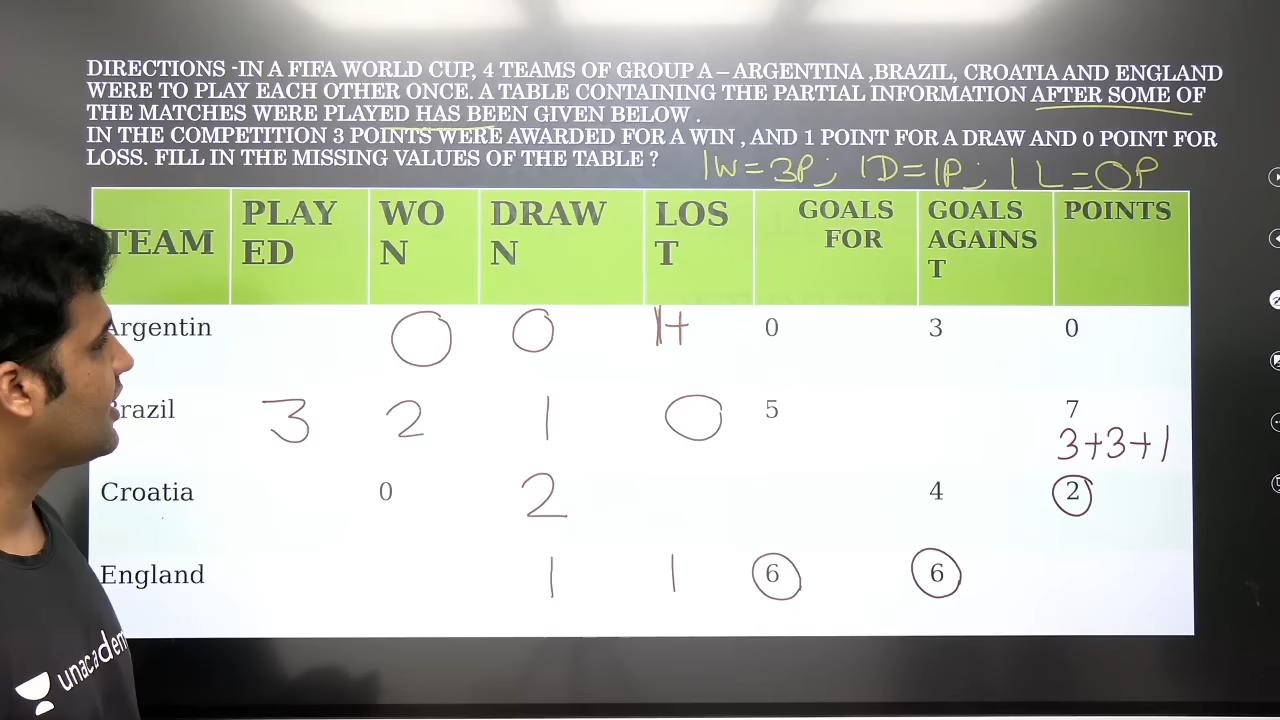 DIRECTIONS -IN A FIFA WORLD CUP, 4 TEAMS OF GROUP A – ARGENTINA ,BRAZIL, CROATIA AND ENGLAND
WERE TO PLAY EACH OTHER ONCE. A TABLE CONTAINING THE PARTIAL INFORMATION AFTER SOME OF
THE MATCHES WERE PLAYED HAS BEEN GIVEN BELOW .
IN THE COMPETITION 3 POINTS WERE AWARDED FOR A WIN , AND 1 POINT FOR A DRAW AND 0 POINT FOR
LOSS. FILL IN THE MISSING VALUES OF THE TABLE ?
1W=3P; 1D=1P; 1L=0P
TEAM PLAY WO DRAW LOS GOALS GOALS POINTS
ED N N T FOR AGAINS
T
Argentin 0 0 1+ 0 3 0
Brazil 3 2 1 0 5 7
3+3+1
Croatia 0 2 4 2
England 1 1 6 6
unacadem